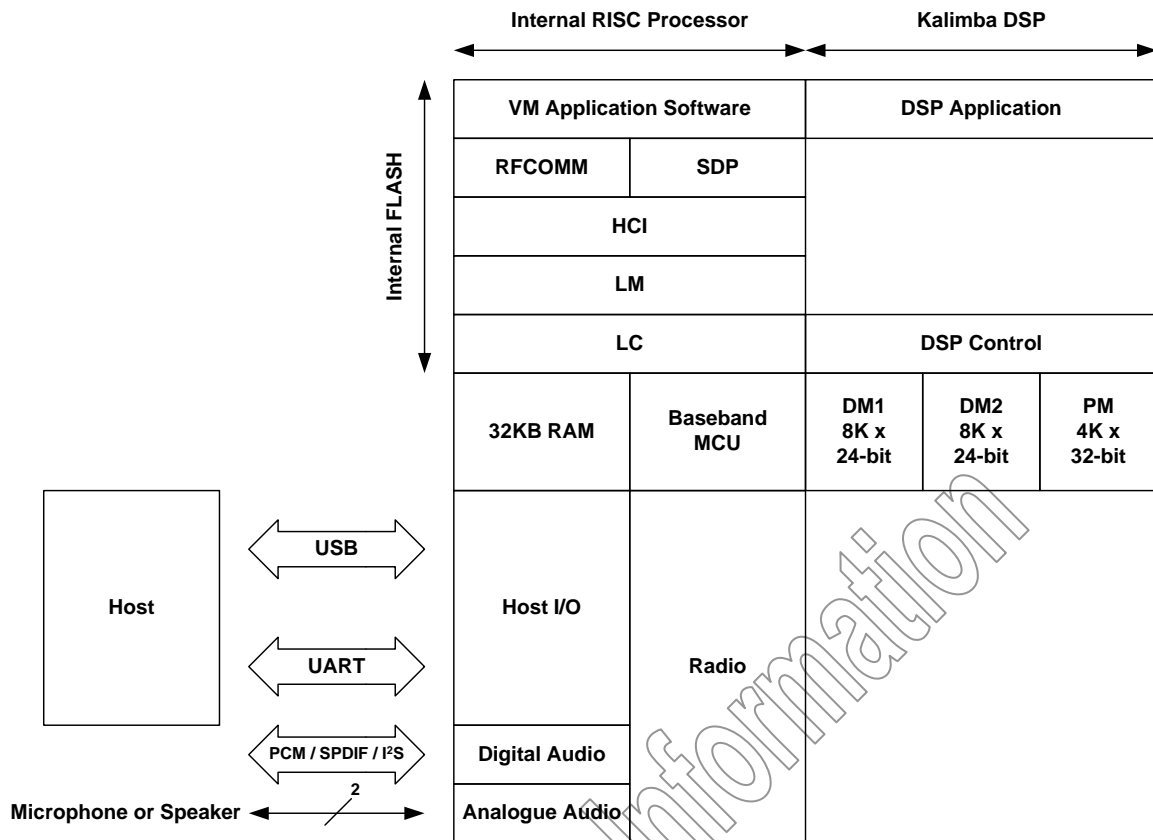 Internal RISC Processor
Kalimba DSP
Internal FLASH
VM Application Software
DSP Application
RFCOMM
SDP
HCI
LM
LC
DSP Control
32KB RAM
Baseband
MCU
DM1
8K x
24-bit
DM2
8K x
24-bit
PM
4K x
32-bit
Host
USB
UART
Host I/O
Radio
PCM / SPDIF / I²S
Digital Audio
Microphone or Speaker
2
Analogue Audio
Information